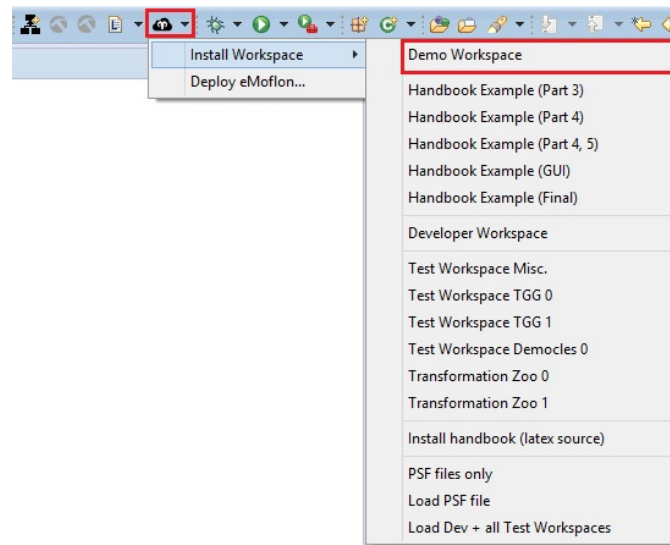 Install Workspace
Deploy eMoflon...
Demo Workspace
Handbook Example (Part 3)
Handbook Example (Part 4)
Handbook Example (Part 4, 5)
Handbook Example (GUI)
Handbook Example (Final)
Developer Workspace
Test Workspace Misc.
Test Workspace TGG 0
Test Workspace TGG 1
Test Workspace Democles 0
Transformation Zoo 0
Transformation Zoo 1
Install handbook (latex source)
PSF files only
Load PSF file
Load Dev + all Test Workspaces